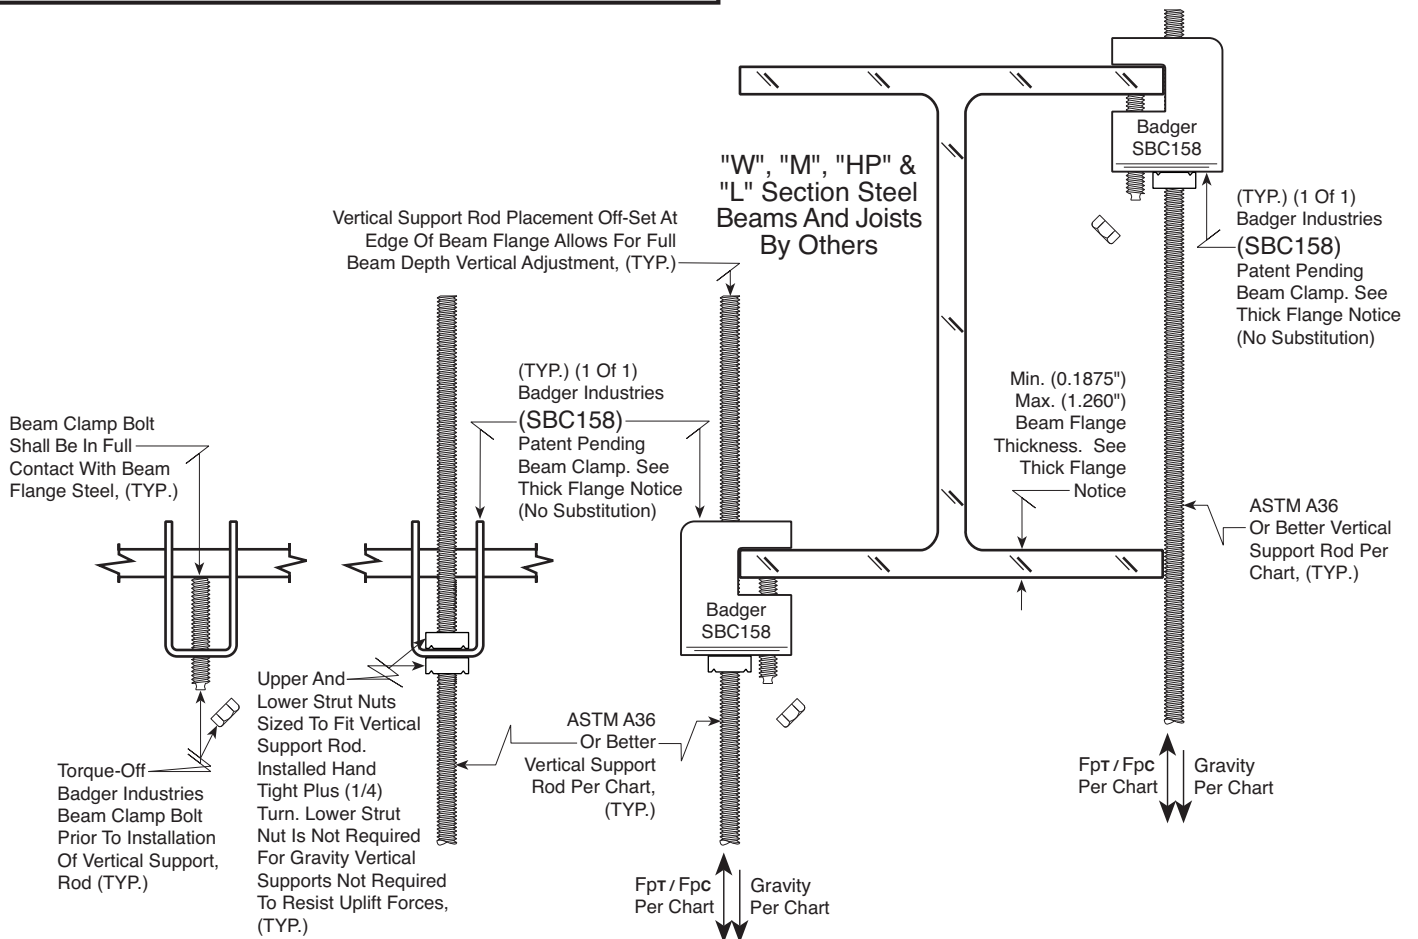 Badger
SBC158
"W", "M", "HP" &
"L" Section Steel
Beams And Joists
By Others
(TYP.) (1 Of 1)
Badger Industries
(SBC158)
Patent Pending
Beam Clamp. See
Thick Flange Notice
(No Substitution)
Vertical Support Rod Placement Off-Set At
Edge Of Beam Flange Allows For Full
Beam Depth Vertical Adjustment, (TYP.)
(TYP.) (1 Of 1)
Badger Industries
(SBC158)
Patent Pending
Beam Clamp. See
Thick Flange Notice
(No Substitution)
Min. (0.1875")
Max. (1.260")
Beam Flange
Thickness. See
Thick Flange
Notice
Beam Clamp Bolt
Shall Be In Full
Contact With Beam
Flange Steel, (TYP.)
ASTM A36
Or Better Vertical
Support Rod Per
Chart, (TYP.)
Badger
SBC158
Upper And
Lower Strut Nuts
Sized To Fit Vertical
Support Rod.
Installed Hand
Tight Plus (1/4)
Turn. Lower Strut
Nut Is Not Required
For Gravity Vertical
Supports Not Required
To Resist Uplift Forces,
(TYP.)
ASTM A36
Or Better
Vertical Support
Rod Per Chart,
(TYP.)
Torque-Off
Badger Industries
Beam Clamp Bolt
Prior To Installation
Of Vertical Support,
Rod (TYP.)
FpT / FpC
Per Chart
Gravity
Per Chart
FpT / FpC
Per Chart
Gravity
Per Chart